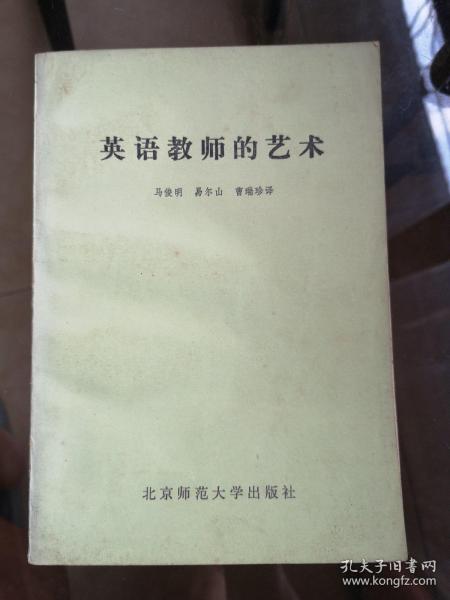 英语教师的艺术
马俊明 易尔山 曹瑞珍译
北京师范大学出版社
孔夫子旧书网
www.kongfz.com